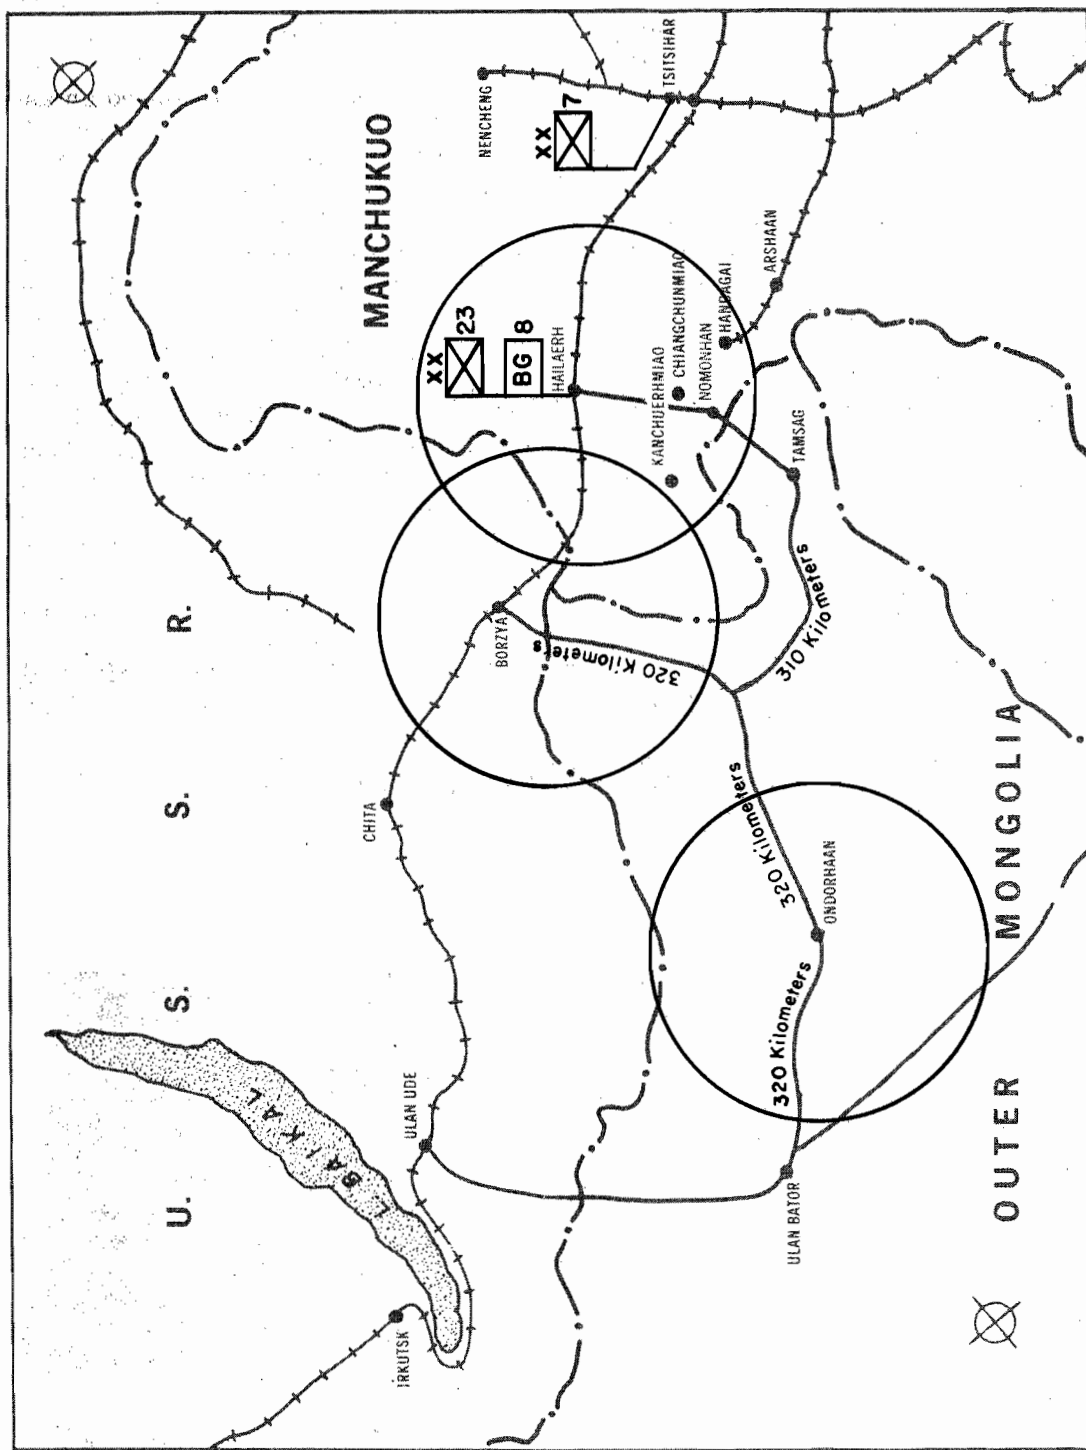 U. S. S. R.
L. BAIKAL
IRKUTSK
ULAN UDE
CHITA
BORZYA
MANCHUKUO
XX
23
BG 8
HAILAERH
NENCHENG
XX
7
TSITSIHAR
KANCHUERHMIAO
CHIANGCHUNMIAO
NOMONHAN
HANDAGAI
ARSHAAN
TAMSAG
320 Kilometers
310 Kilometers
320 Kilometers
320 Kilometers
ONDORHAAN
ULAN BATOR
OUTER MONGOLIA